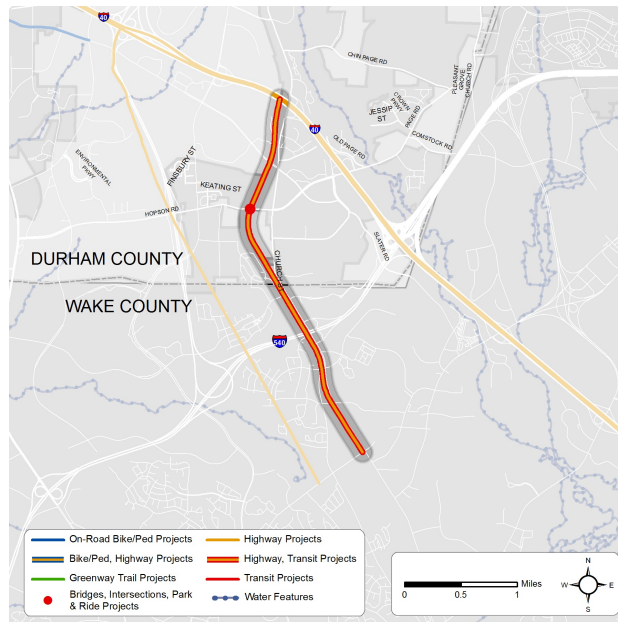 40
CHIN PAGE RD
PLEASANT
GROVE
CHURCH RD
CROWN
PKWY
PAGE RD
JESSIP
ST
COMSTOCK RD
40
OLD PAGE RD
ENVIRONMENTAL
PKWY
FINSBURY ST
KEATING ST
HOPSON RD
SLATER RD
CHURCH ST
DURHAM COUNTY
WAKE COUNTY
540
On-Road Bike/Ped Projects
Bike/Ped, Highway Projects
Greenway Trail Projects
Bridges, Intersections, Park
& Ride Projects
Highway Projects
Highway, Transit Projects
Transit Projects
Water Features
0 0.5 1 Miles
N
W E
S